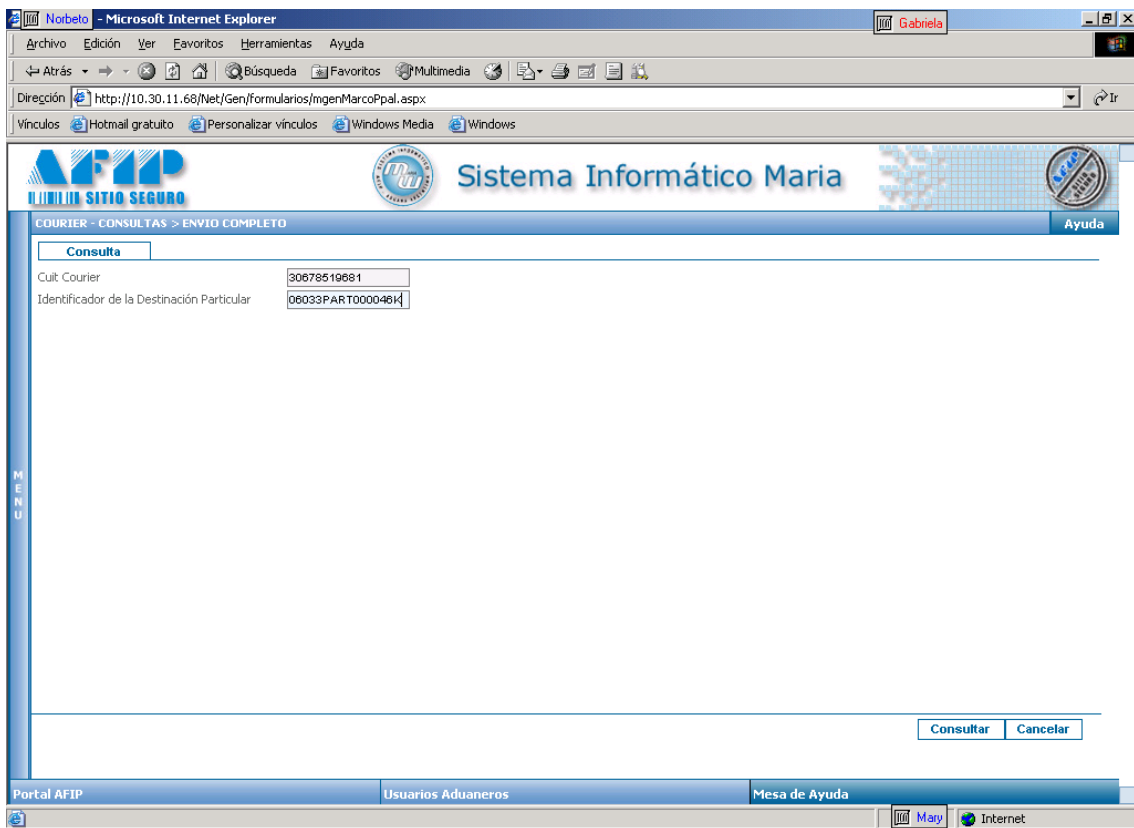 Norbeto - Microsoft Internet Explorer
Gabriela
Archivo Edición Ver Favoritos Herramientas Ayuda
Atrás Búsqueda Favoritos Multimedia
Dirección http://10.30.11.68/Net/Gen/formularios/mgenMarcoPpal.aspx Ir
Vínculos Hotmail gratuito Personalizar vínculos Windows Media Windows
AFIP
SITIO SEGURO
Sistema Informático Maria
COURIER - CONSULTAS > ENVIO COMPLETO Ayuda
Consulta
Cuit Courier 30678519681
Identificador de la Destinación Particular 06033PART000046K
MENU
Consultar Cancelar
Portal AFIP Usuarios Aduaneros Mesa de Ayuda
Mary Internet